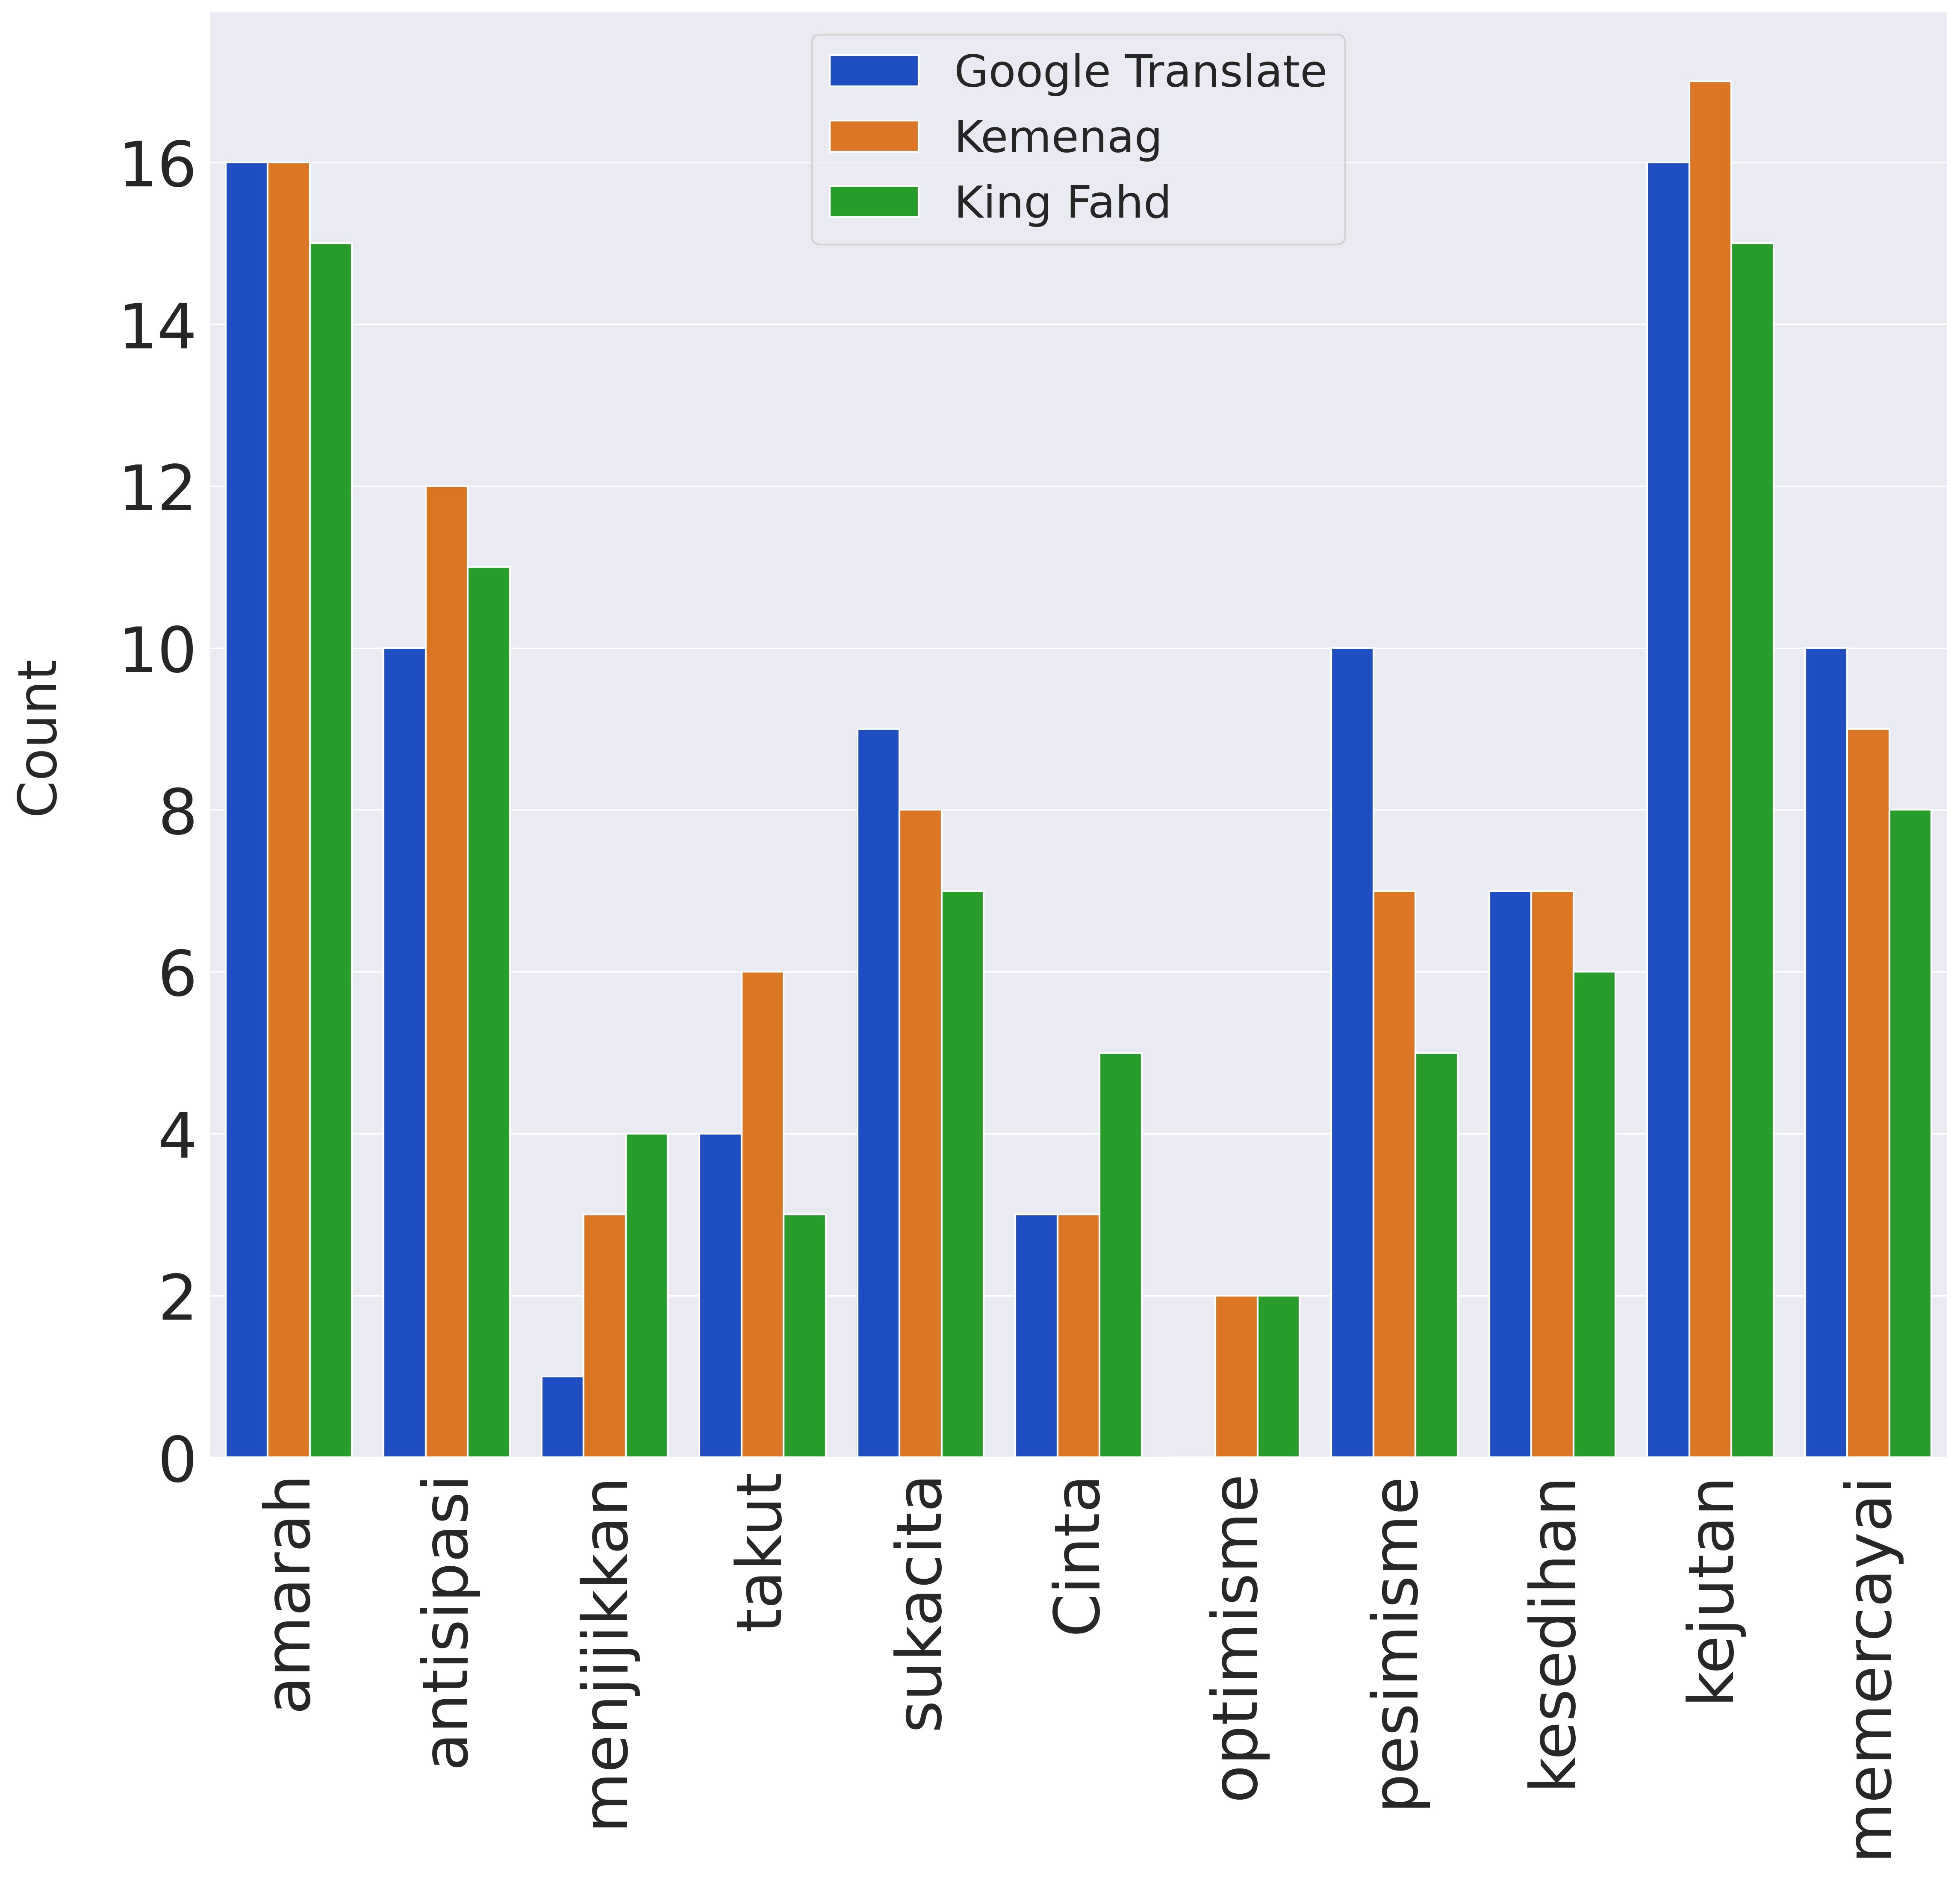 Google Translate
Kemenag
King Fahd
Count
16
14
12
10
8
6
4
2
0
amarah
antisipasi
menjijikkan
takut
sukacita
Cinta
optimisme
pesimisme
kesedihan
kejutan
memercayai